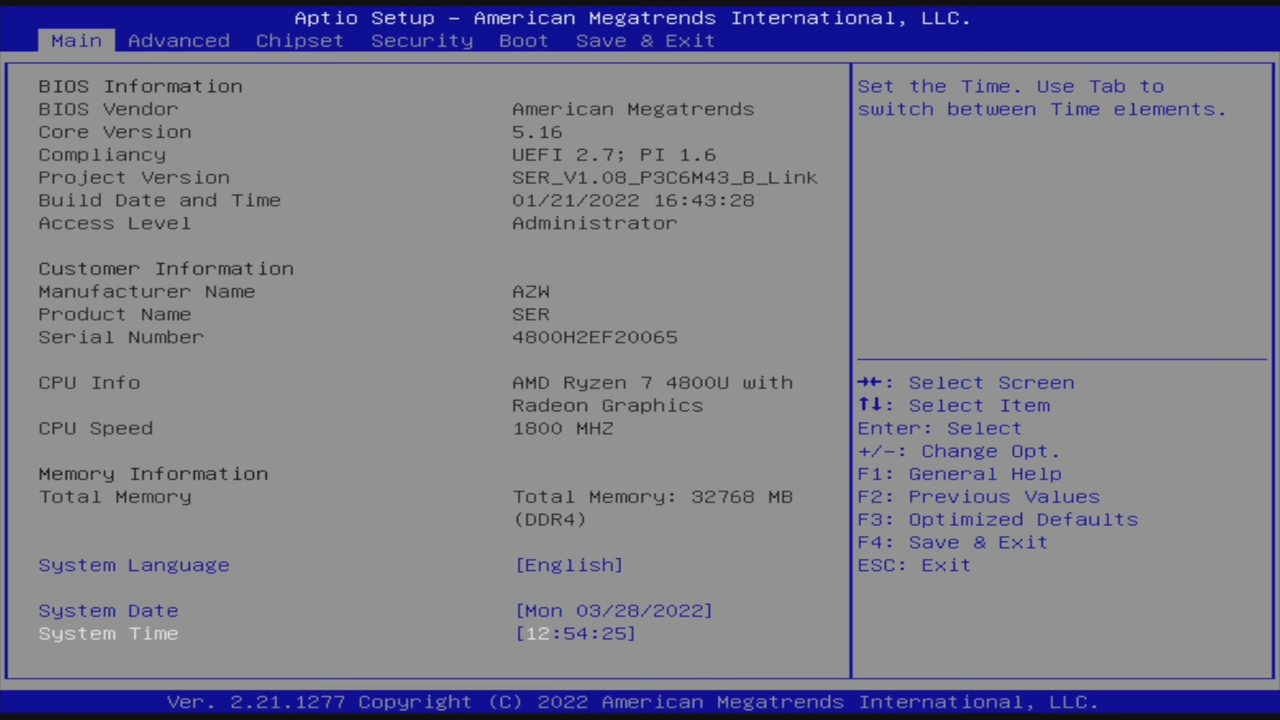 Aptio Setup – American Megatrends International, LLC.
Main Advanced Chipset Security Boot Save & Exit
BIOS Information
BIOS Vendor American Megatrends
Core Version 5.16
Compliancy UEFI 2.7; PI 1.6
Project Version SER_V1.08_P3C6M43_B_Link
Build Date and Time 01/21/2022 16:43:28
Access Level Administrator
Customer Information
Manufacturer Name AZW
Product Name SER
Serial Number 4800H2EF20065
CPU Info AMD Ryzen 7 4800U with
Radeon Graphics
CPU Speed 1800 MHZ
Memory Information
Total Memory Total Memory: 32768 MB
(DDR4)
System Language [English]
System Date [Mon 03/28/2022]
System Time [12:54:25]
Set the Time. Use Tab to
switch between Time elements.
→←: Select Screen
↑↓: Select Item
Enter: Select
+/-: Change Opt.
F1: General Help
F2: Previous Values
F3: Optimized Defaults
F4: Save & Exit
ESC: Exit
Ver. 2.21.1277 Copyright (C) 2022 American Megatrends International, LLC.